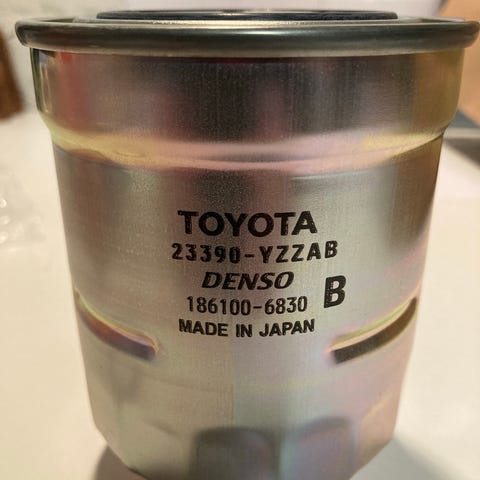 TOYOTA
23390-YZZAB
DENSO
186100-6830 B
MADE IN JAPAN